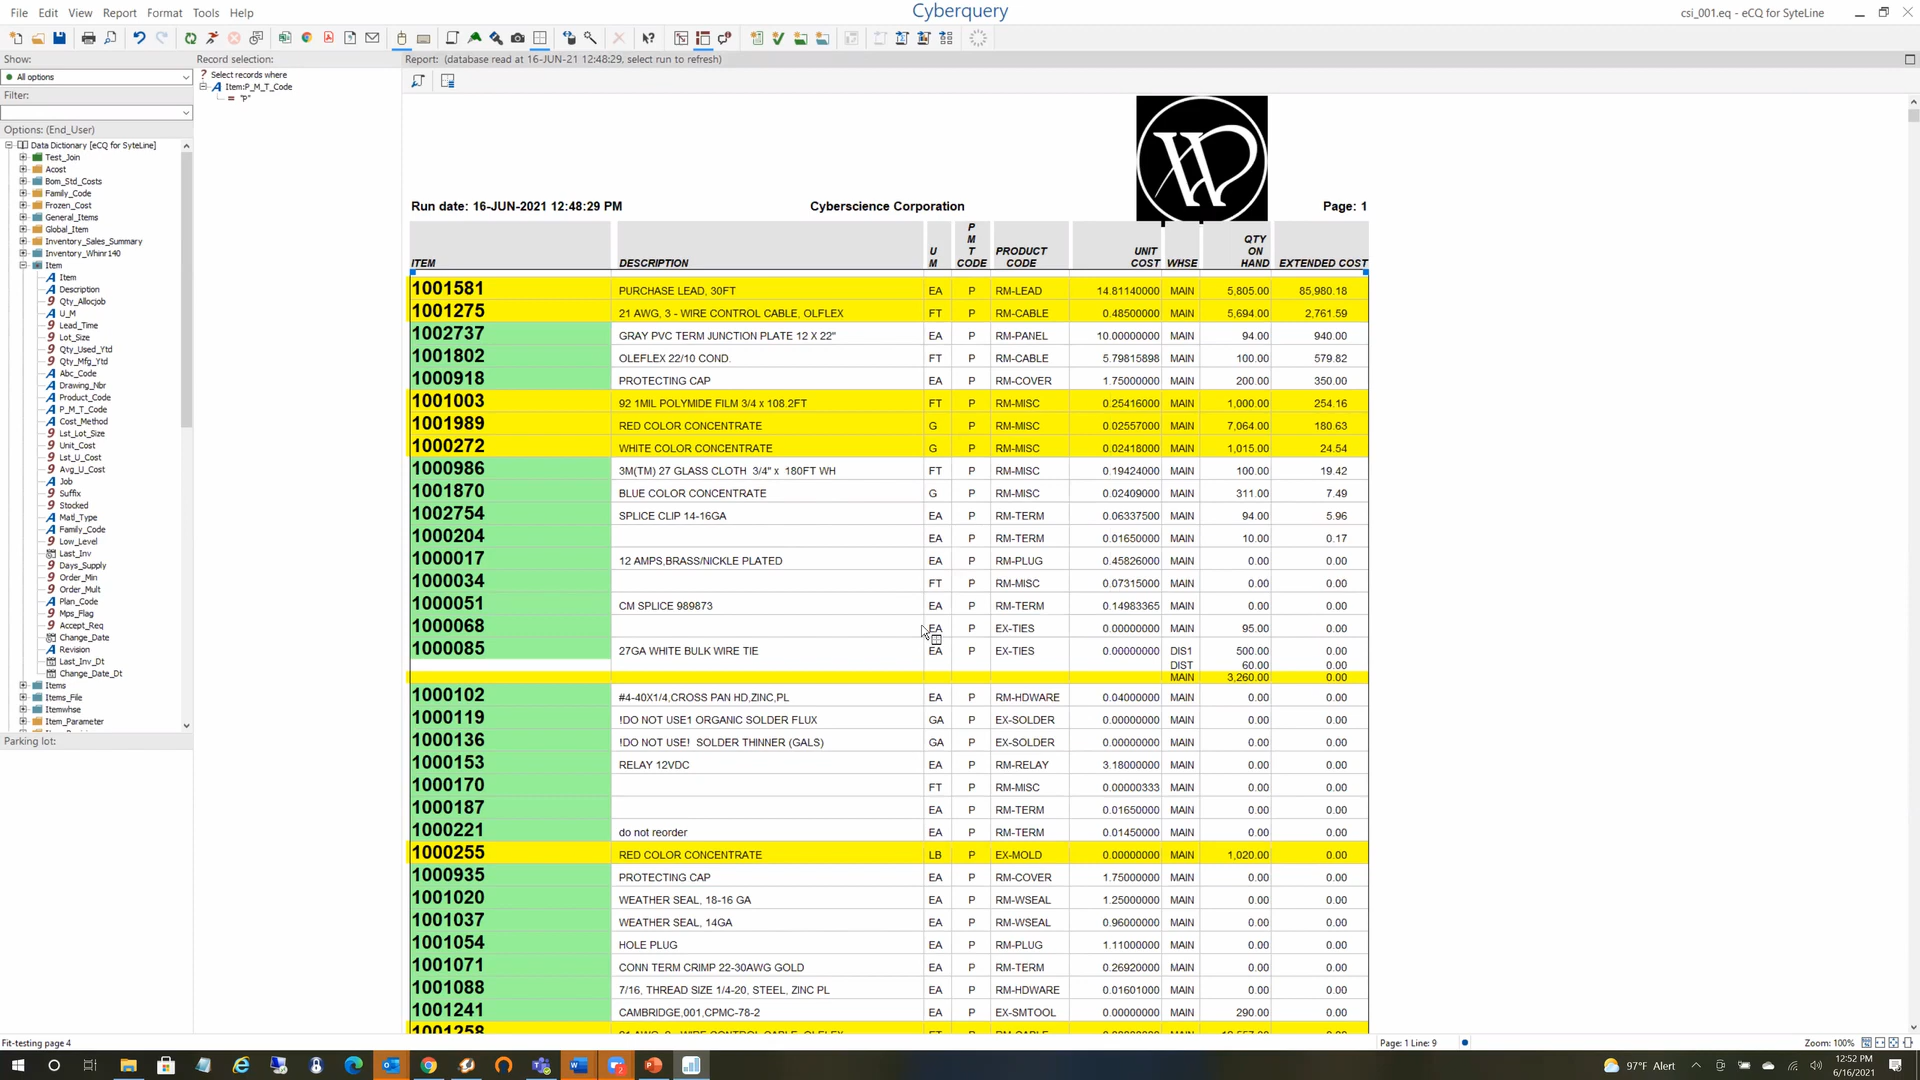 File Edit View Report Format Tools Help
Cyberquery
csi_001.eq - eCQ for SyteLine
Show:
All options
Filter:
Options: (End_User)
Data Dictionary [eCQ for SyteLine]
Test_Join
Acost
Bom_Std_Costs
Family_Code
Frozen_Cost
General_Items
Global_Item
Inventory_Sales_Summary
Inventory_Whinr140
Item
Item
Description
Qty_Allocjob
U_M
Lead_Time
Lot_Size
Qty_Used_Ytd
Qty_Mfg_Ytd
Abc_Code
Drawing_Nbr
Product_Code
P_M_T_Code
Cost_Method
Lst_Lot_Size
Unit_Cost
Lst_U_Cost
Avg_U_Cost
Job
Suffix
Stocked
Matl_Type
Family_Code
Low_Level
Last_Inv
Days_Supply
Order_Min
Order_Mult
Plan_Code
Mps_Flag
Accept_Req
Change_Date
Revision
Last_Inv_Dt
Change_Date_Dt
Items
Items_File
Itemwhse
Item_Parameter
Parking lot:
Record selection:
Select records where
Item:P_M_T_Code
= "P"
Report: (database read at 16-JUN-21 12:48:29, select run to refresh)
Run date: 16-JUN-2021 12:48:29 PM Cyberscience Corporation Page: 1
ITEM DESCRIPTION U M P M T CODE PRODUCT CODE UNIT COST WHSE QTY ON HAND EXTENDED COST
1001581 PURCHASE LEAD, 30FT EA P RM-LEAD 14.81140000 MAIN 5,805.00 85,980.18
1001275 21 AWG, 3 - WIRE CONTROL CABLE, OLFLEX FT P RM-CABLE 0.48500000 MAIN 5,694.00 2,761.59
1002737 GRAY PVC TERM JUNCTION PLATE 12 X 22" EA P RM-PANEL 10.00000000 MAIN 94.00 940.00
1001802 OLEFLEX 22/10 COND. FT P RM-CABLE 5.79815898 MAIN 100.00 579.82
1000918 PROTECTING CAP EA P RM-COVER 1.75000000 MAIN 200.00 350.00
1001003 92 1MIL POLYMIDE FILM 3/4 x 108.2FT FT P RM-MISC 0.25416000 MAIN 1,000.00 254.16
1001989 RED COLOR CONCENTRATE G P RM-MISC 0.02557000 MAIN 7,064.00 180.63
1000272 WHITE COLOR CONCENTRATE G P RM-MISC 0.02418000 MAIN 1,015.00 24.54
1000986 3M(TM) 27 GLASS CLOTH 3/4" x 180FT WH FT P RM-MISC 0.19424000 MAIN 100.00 19.42
1001870 BLUE COLOR CONCENTRATE G P RM-MISC 0.02409000 MAIN 311.00 7.49
1002754 SPLICE CLIP 14-16GA EA P RM-TERM 0.06337500 MAIN 94.00 5.96
1000204 EA P RM-TERM 0.01650000 MAIN 10.00 0.17
1000017 12 AMPS,BRASS/NICKLE PLATED EA P RM-PLUG 0.45826000 MAIN 0.00 0.00
1000034 FT P RM-MISC 0.07315000 MAIN 0.00 0.00
1000051 CM SPLICE 989873 EA P RM-TERM 0.14983365 MAIN 0.00 0.00
1000068 EA P EX-TIES 0.00000000 MAIN 95.00 0.00
1000085 27GA WHITE BULK WIRE TIE EA P EX-TIES 0.00000000 DIS1 500.00 0.00
DIST 60.00 0.00
MAIN 3,260.00 0.00
1000102 #4-40X1/4,CROSS PAN HD,ZINC,PL EA P RM-HDWARE 0.04000000 MAIN 0.00 0.00
1000119 !DO NOT USE1 ORGANIC SOLDER FLUX GA P EX-SOLDER 0.00000000 MAIN 0.00 0.00
1000136 !DO NOT USE! SOLDER THINNER (GALS) GA P EX-SOLDER 0.00000000 MAIN 0.00 0.00
1000153 RELAY 12VDC EA P RM-RELAY 3.18000000 MAIN 0.00 0.00
1000170 FT P RM-MISC 0.00000333 MAIN 0.00 0.00
1000187 EA P RM-TERM 0.01650000 MAIN 0.00 0.00
1000221 do not reorder EA P RM-TERM 0.01450000 MAIN 0.00 0.00
1000255 RED COLOR CONCENTRATE LB P EX-MOLD 0.00000000 MAIN 1,020.00 0.00
1000935 PROTECTING CAP EA P RM-COVER 1.75000000 MAIN 0.00 0.00
1001020 WEATHER SEAL, 18-16 GA EA P RM-WSEAL 1.25000000 MAIN 0.00 0.00
1001037 WEATHER SEAL, 14GA EA P RM-WSEAL 0.96000000 MAIN 0.00 0.00
1001054 HOLE PLUG EA P RM-PLUG 1.11000000 MAIN 0.00 0.00
1001071 CONN TERM CRIMP 22-30AWG GOLD EA P RM-TERM 0.26920000 MAIN 0.00 0.00
1001088 7/16, THREAD SIZE 1/4-20, STEEL, ZINC PL EA P RM-HDWARE 0.01601000 MAIN 0.00 0.00
1001241 CAMBRIDGE,001,CPMC-78-2 EA P EX-SMTOOL 0.00000000 MAIN 290.00 0.00
1001258
Fit-testing page 4
Page: 1 Line: 9
Zoom: 100%
97°F Alert
12:52 PM
6/16/2021